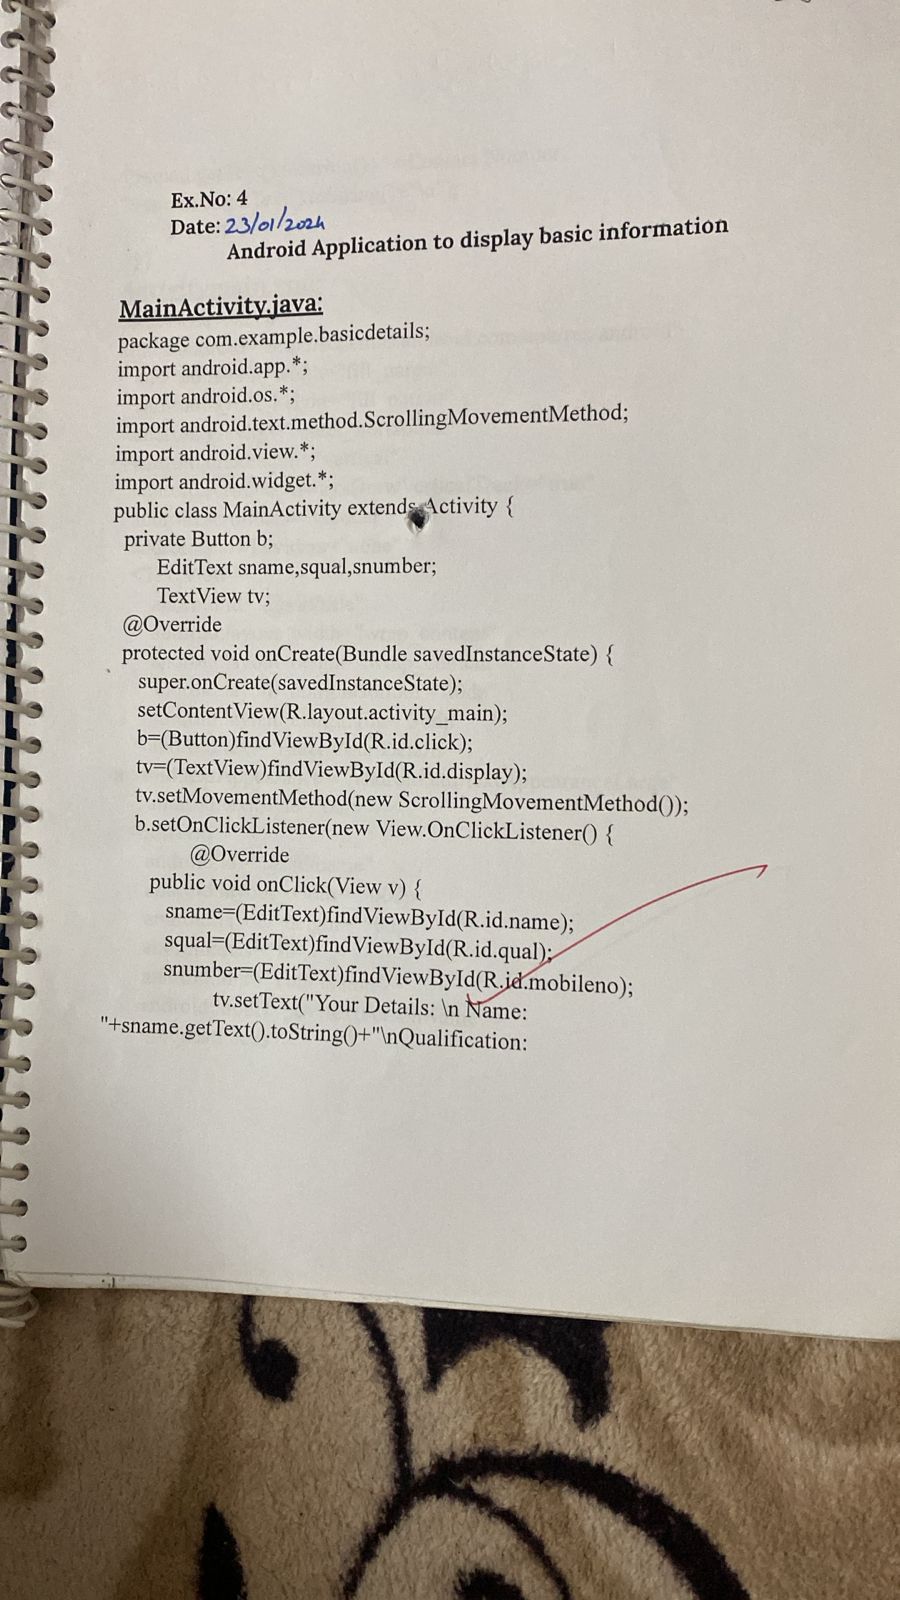 Ex.No: 4
Date: 23/01/2024
Android Application to display basic information
MainActivity.java:
package com.example.basicdetails;
import android.app.*;
import android.os.*;
import android.text.method.ScrollingMovementMethod;
import android.view.*;
import android.widget.*;
public class MainActivity extends Activity {
private Button b;
EditText sname,squal,snumber;
TextView tv;
@Override
protected void onCreate(Bundle savedInstanceState) {
super.onCreate(savedInstanceState);
setContentView(R.layout.activity_main);
b=(Button)findViewById(R.id.click);
tv=(TextView)findViewById(R.id.display);
tv.setMovementMethod(new ScrollingMovementMethod());
b.setOnClickListener(new View.OnClickListener() {
@Override
public void onClick(View v) {
sname=(EditText)findViewById(R.id.name);
squal=(EditText)findViewById(R.id.qual);
snumber=(EditText)findViewById(R.id.mobileno);
tv.setText("Your Details: \n Name:
"+sname.getText().toString()+"\nQualification: